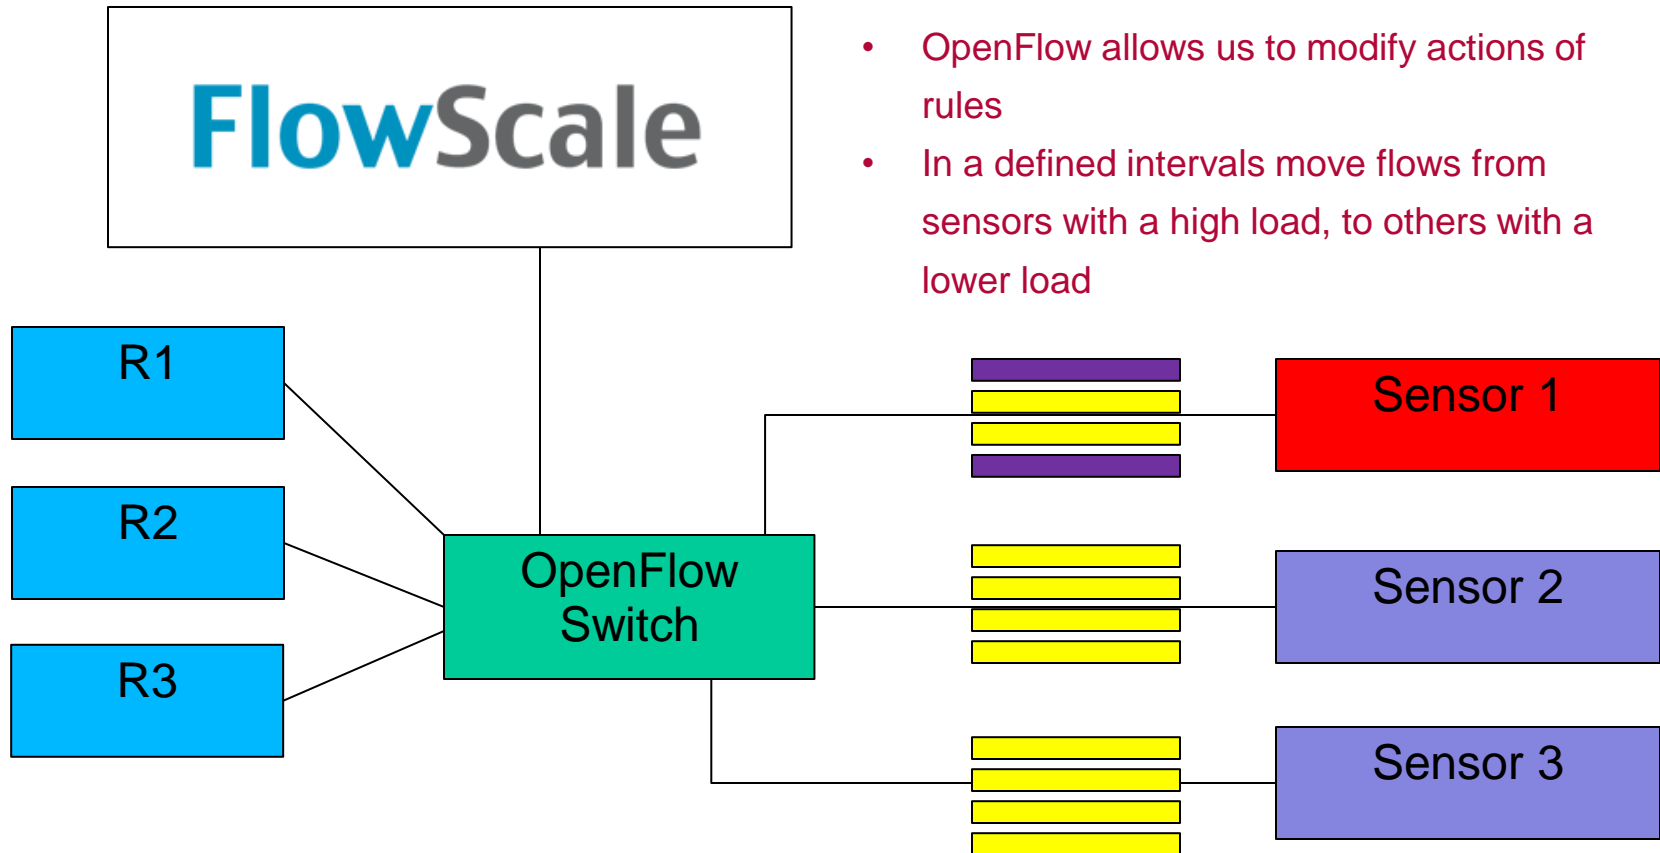 FlowScale
• OpenFlow allows us to modify actions of
rules
• In a defined intervals move flows from
sensors with a high load, to others with a
lower load
R1
R2
R3
OpenFlow
Switch
Sensor 1
Sensor 2
Sensor 3